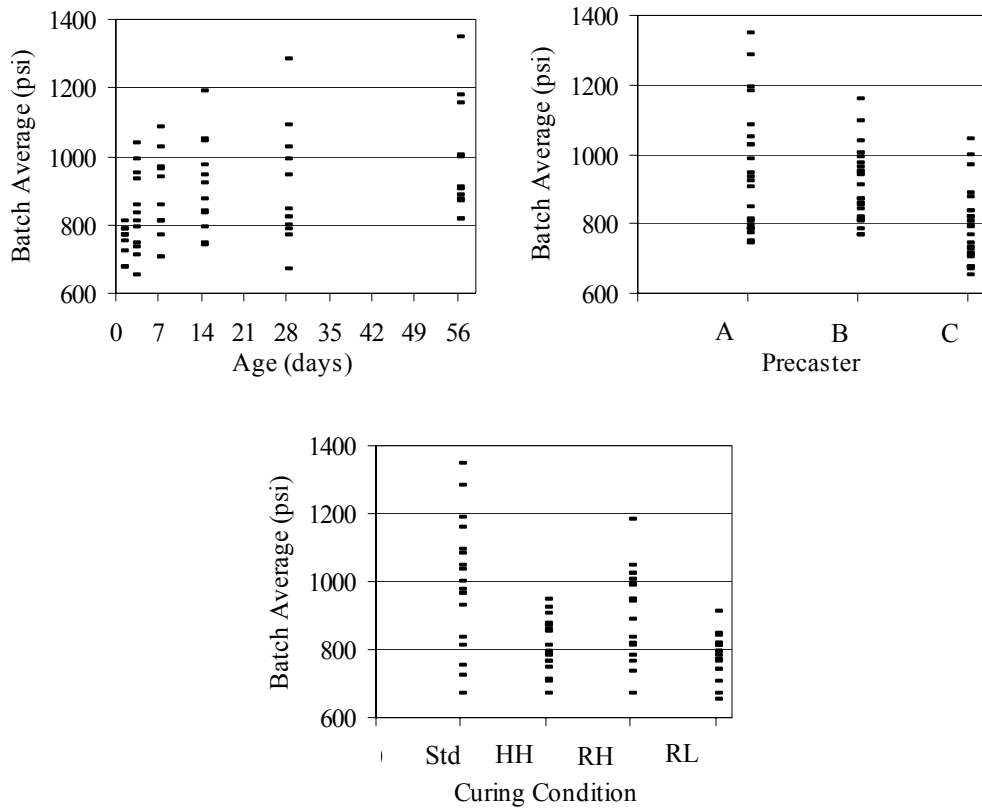 Batch Average (psi)
1400
1200
1000
800
600
0 7 14 21 28 35 42 49 56
Age (days)
Batch Average (psi)
1400
1200
1000
800
600
A B C
Precaster
Batch Average (psi)
1400
1200
1000
800
600
) Std HH RH RL
Curing Condition